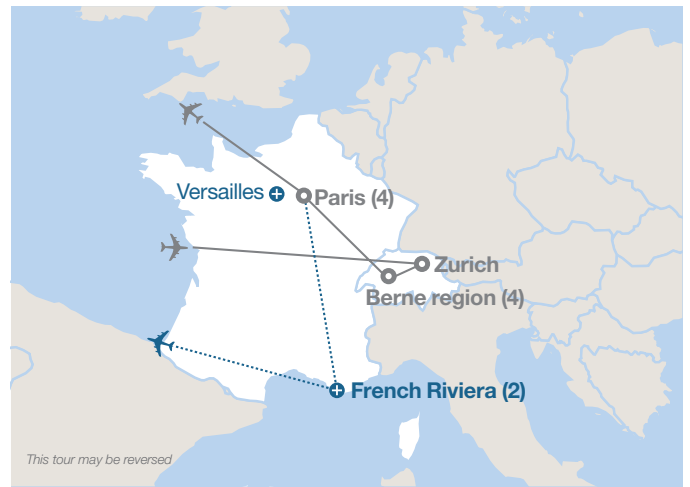 Versailles
Paris (4)
Zurich
Berne region (4)
French Riviera (2)
This tour may be reversed